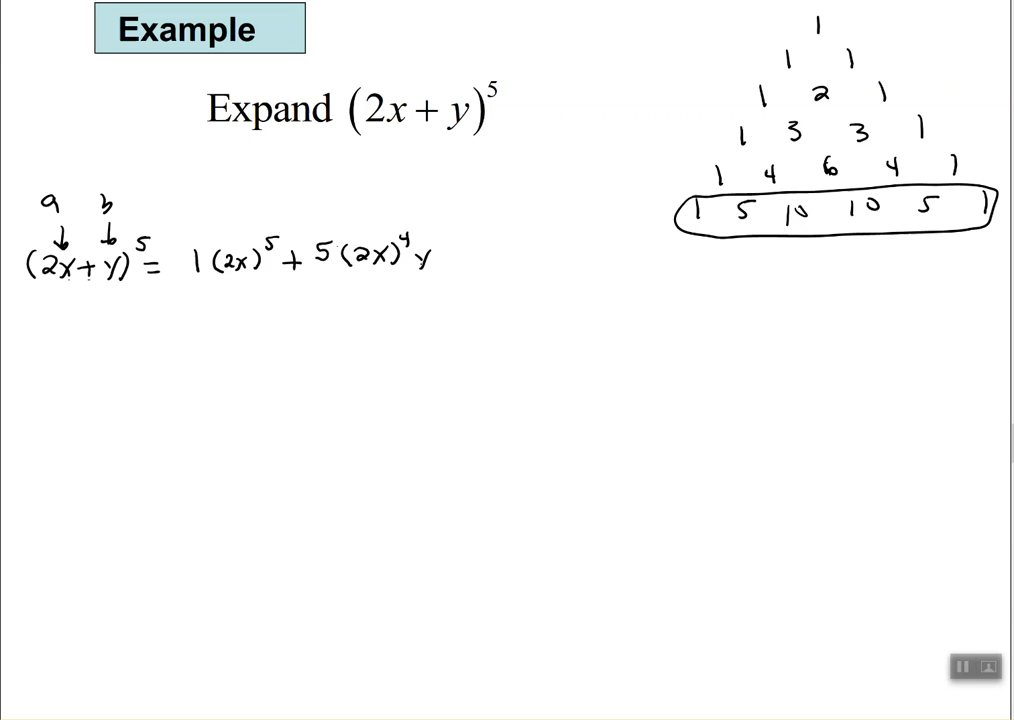 Example
Expand (2x + y)^5
1
1 1
1 2 1
1 3 3 1
1 4 6 4 1
1 5 10 10 5 1
a b
↓ ↓
(2x + y)^5 = 1(2x)^5 + 5(2x)^4 y